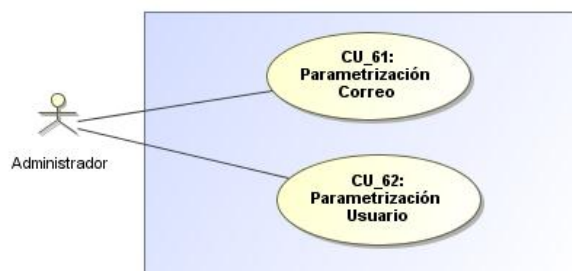 CU_61:
Parametrización
Correo
Administrador
CU_62:
Parametrización
Usuario